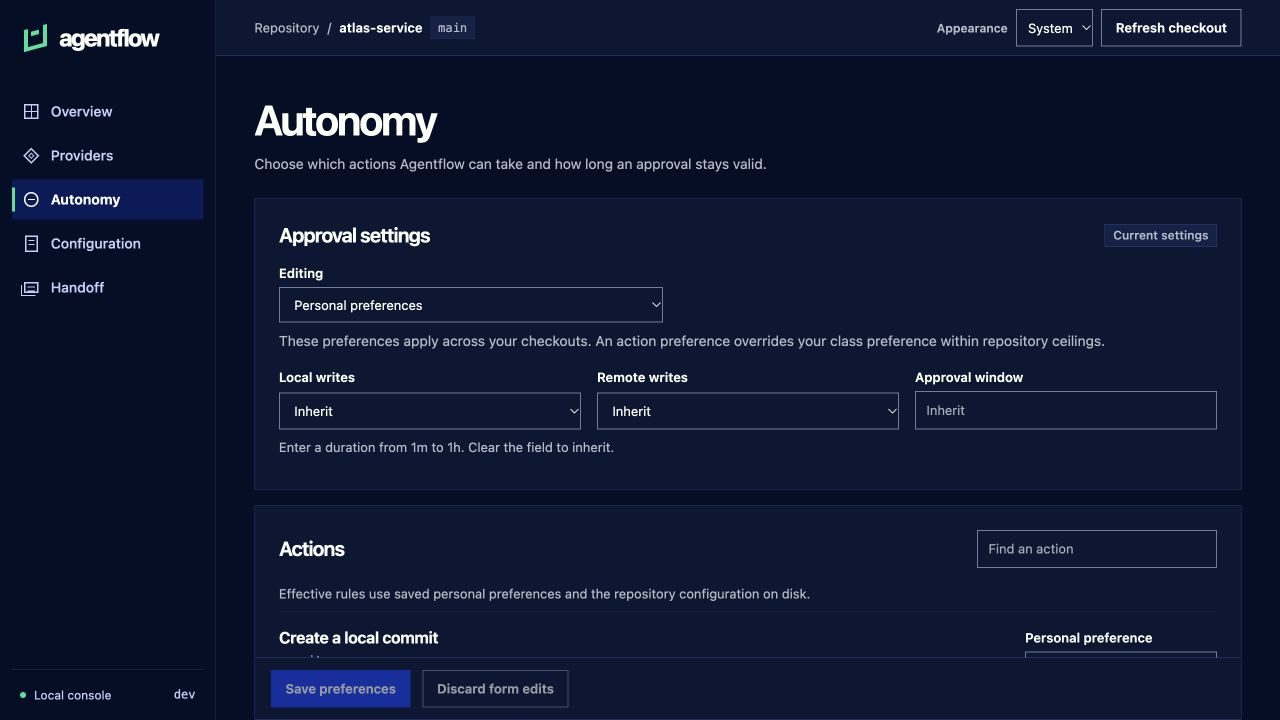 agentflow
Repository / atlas-service main
Appearance System Refresh checkout
Overview
Providers
Autonomy
Configuration
Handoff
Local console dev
Autonomy
Choose which actions Agentflow can take and how long an approval stays valid.
Approval settings Current settings
Editing
Personal preferences
These preferences apply across your checkouts. An action preference overrides your class preference within repository ceilings.
Local writes Remote writes Approval window
Inherit Inherit Inherit
Enter a duration from 1m to 1h. Clear the field to inherit.
Actions Find an action
Effective rules use saved personal preferences and the repository configuration on disk.
Create a local commit Personal preference
Save preferences Discard form edits